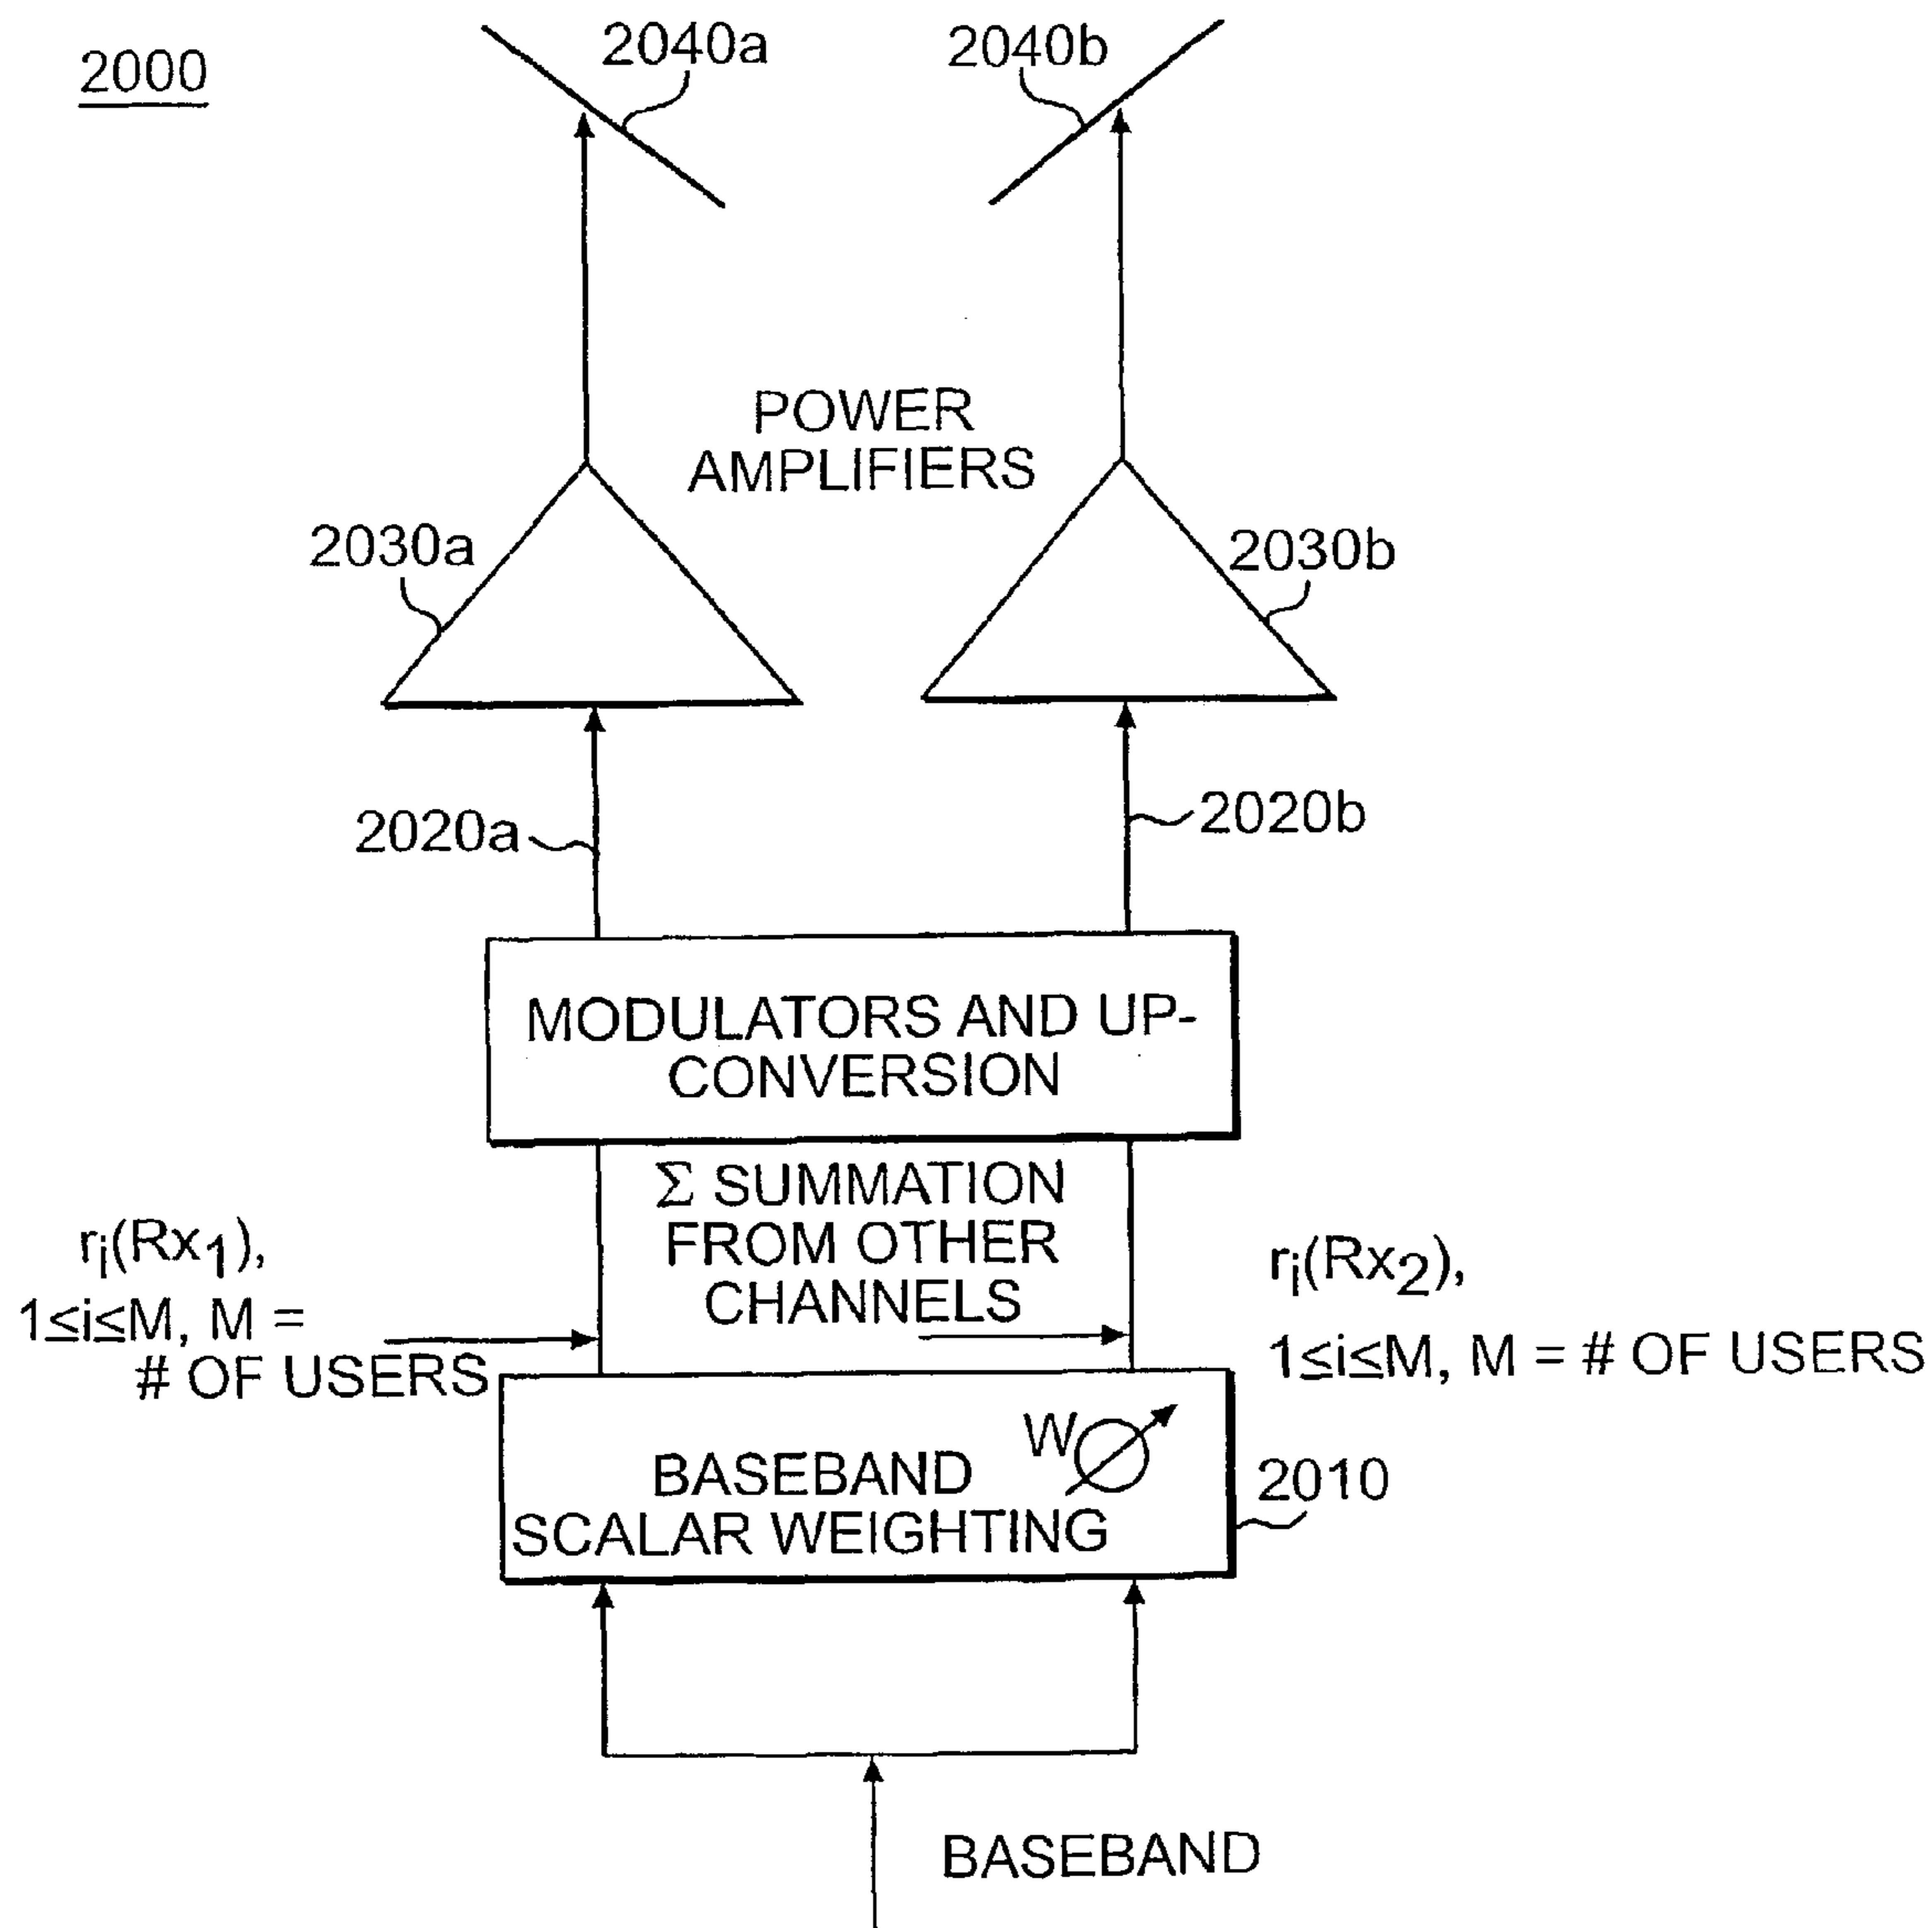 2000
2040a
2040b
POWER
AMPLIFIERS
2030a
2030b
2020a
2020b
MODULATORS AND UP-
CONVERSION
Σ SUMMATION
FROM OTHER
CHANNELS
ri(Rx1),
1≤i≤M, M =
# OF USERS
ri(Rx2),
1≤i≤M, M = # OF USERS
BASEBAND
SCALAR WEIGHTING
W
2010
BASEBAND